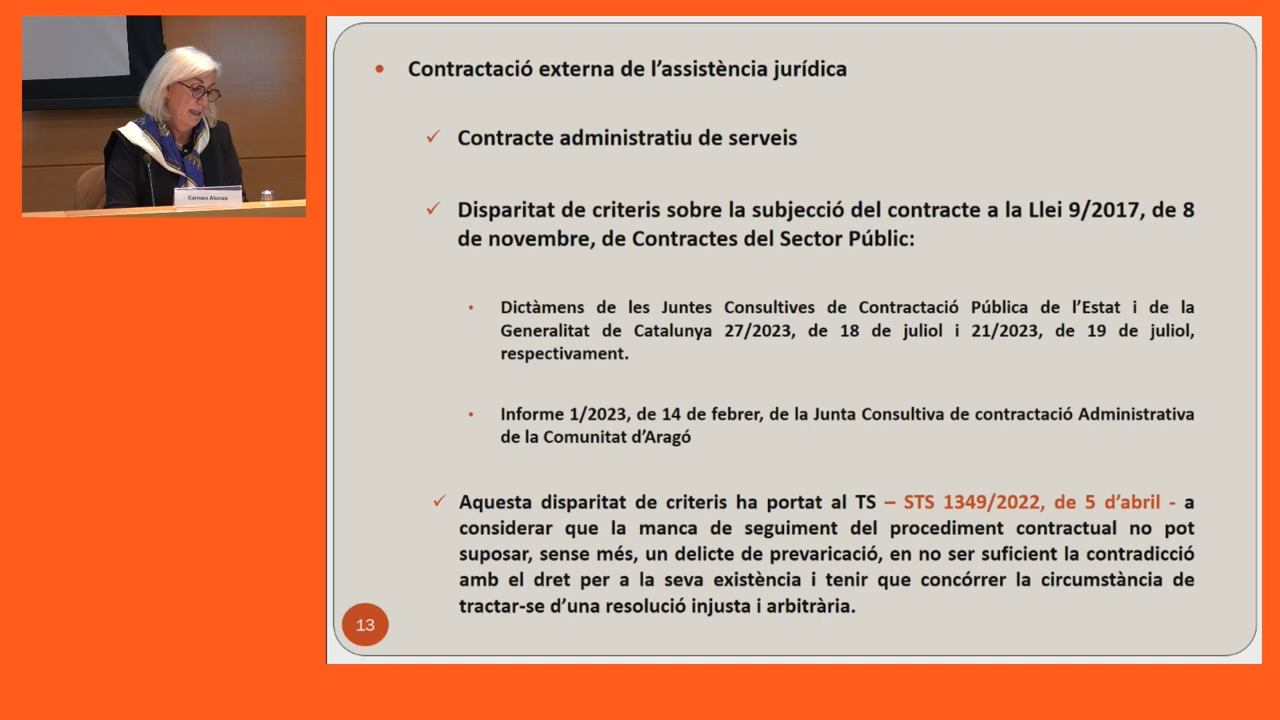 Carmen Alonso
Contractació externa de l’assistència jurídica
Contracte administratiu de serveis
Disparitat de criteris sobre la subjecció del contracte a la Llei 9/2017, de 8
de novembre, de Contractes del Sector Públic:
Dictàmens de les Juntes Consultives de Contractació Pública de l’Estat i de la
Generalitat de Catalunya 27/2023, de 18 de juliol i 21/2023, de 19 de juliol,
respectivament.
Informe 1/2023, de 14 de febrer, de la Junta Consultiva de contractació Administrativa
de la Comunitat d’Aragó
Aquesta disparitat de criteris ha portat al TS – STS 1349/2022, de 5 d’abril - a
considerar que la manca de seguiment del procediment contractual no pot
suposar, sense més, un delicte de prevaricació, en no ser suficient la contradicció
amb el dret per a la seva existència i tenir que concórrer la circumstància de
tractar-se d’una resolució injusta i arbitrària.
13